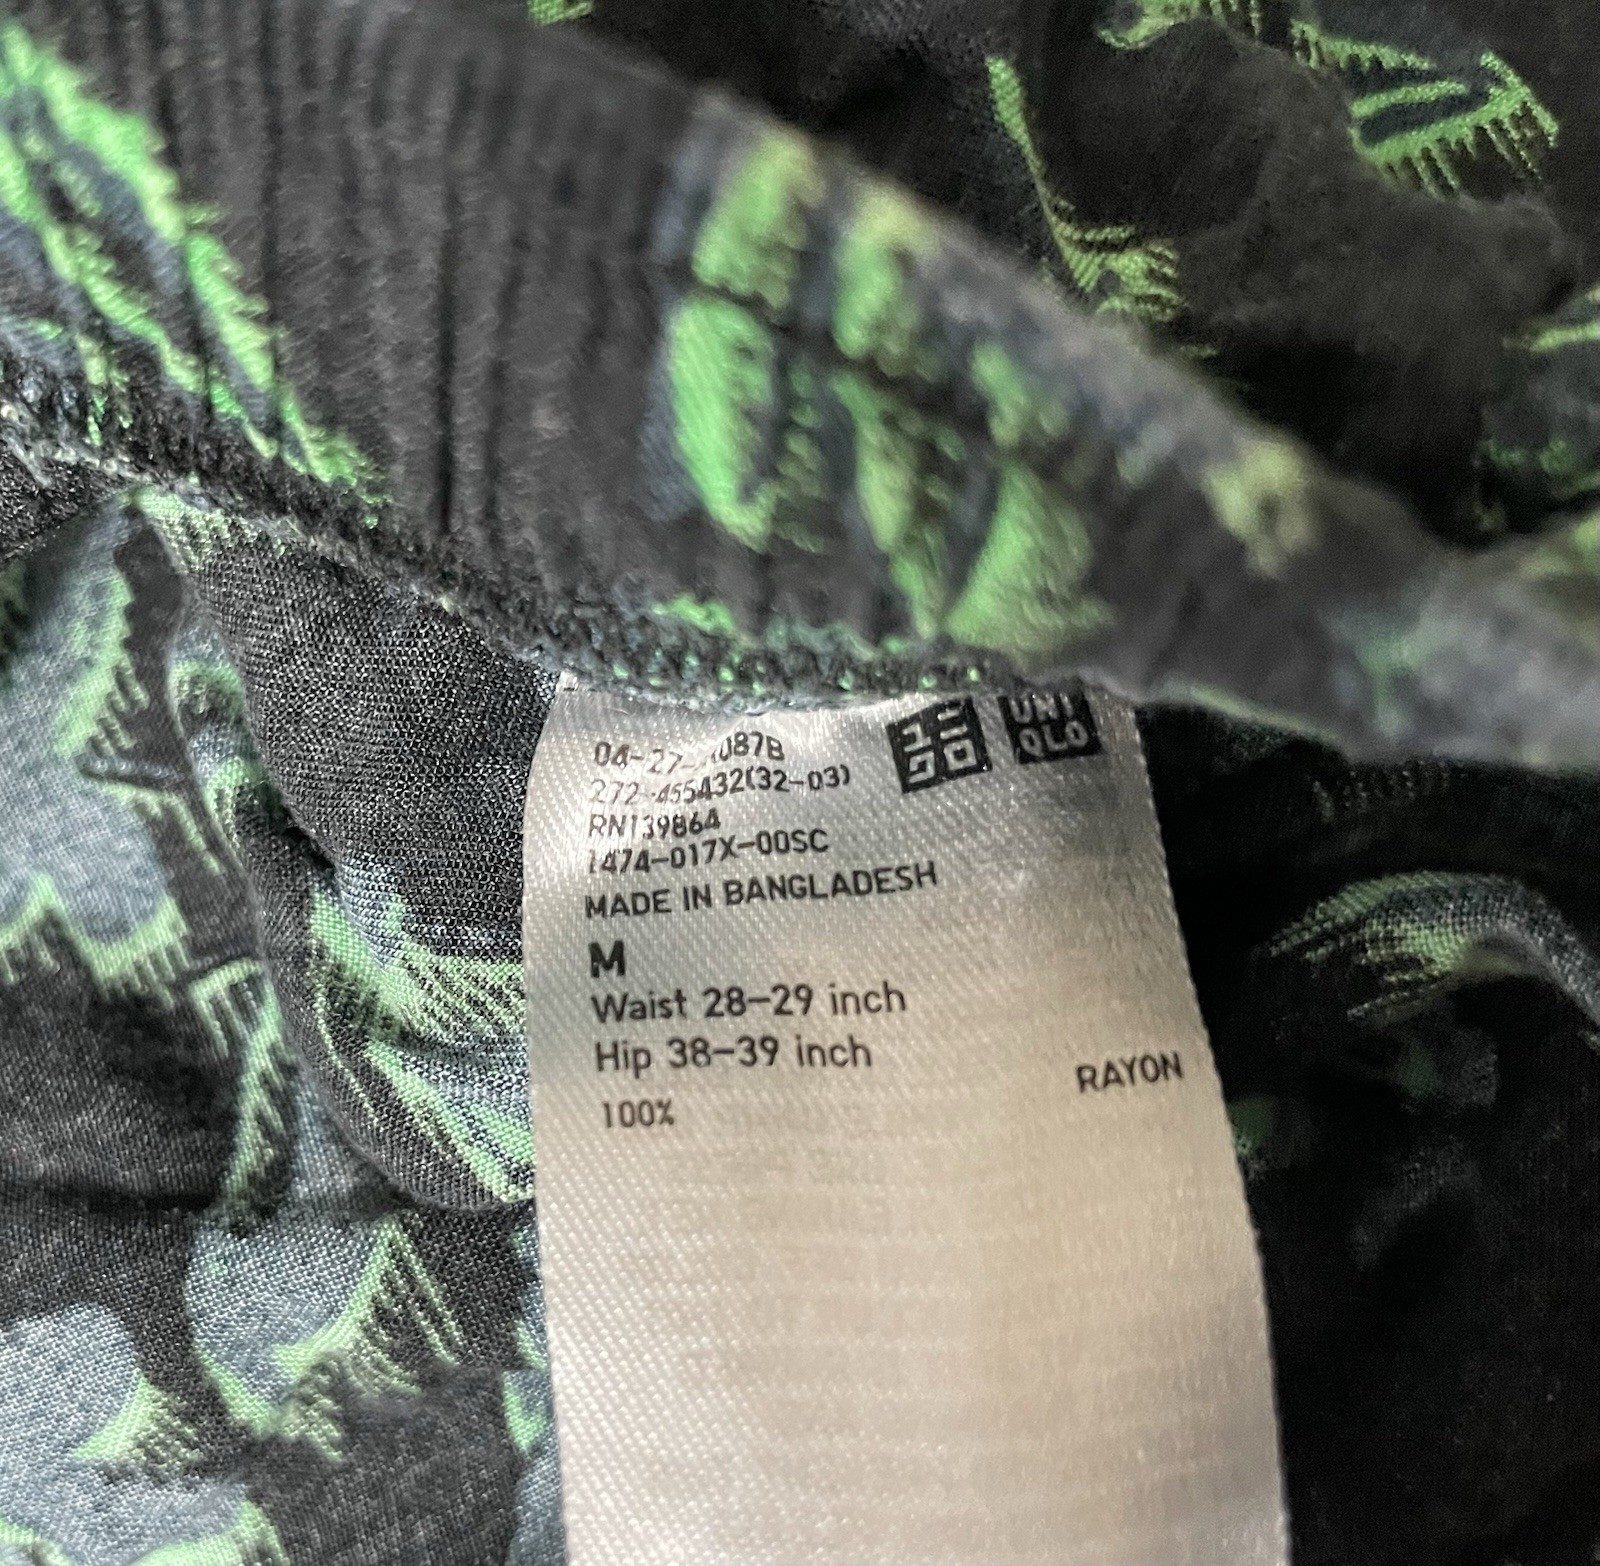 ユニクロ
UNI
QLO
272-455432(32-03)
RN139864
1474-017X-00SC
MADE IN BANGLADESH
M
Waist 28-29 inch
Hip 38-39 inch
100% RAYON